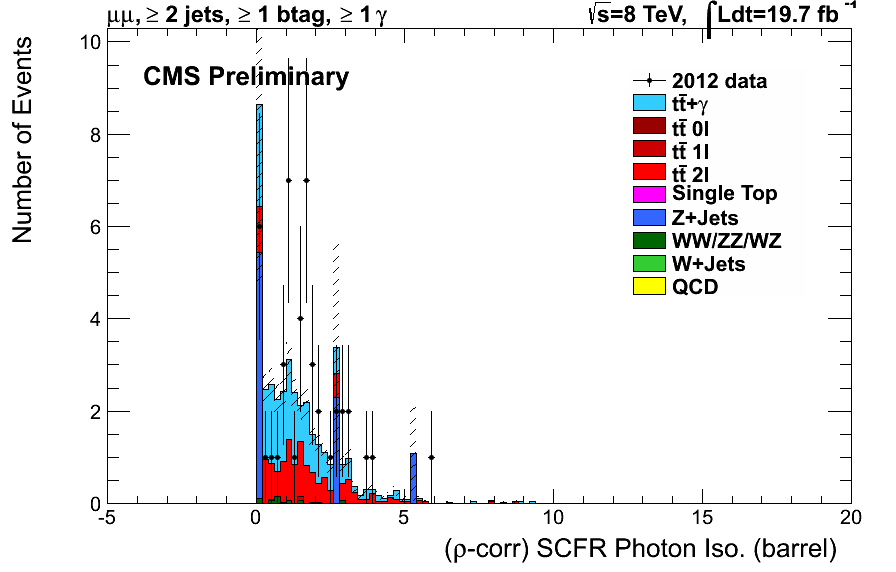 μμ, ≥ 2 jets, ≥ 1 btag, ≥ 1 γ
√s=8 TeV, ∫Ldt=19.7 fb⁻¹
Number of Events
CMS Preliminary
2012 data
tt̄+γ
tt̄ 0l
tt̄ 1l
tt̄ 2l
Single Top
Z+Jets
WW/ZZ/WZ
W+Jets
QCD
10
8
6
4
2
0
-5 0 5 10 15 20
(ρ-corr) SCFR Photon Iso. (barrel)